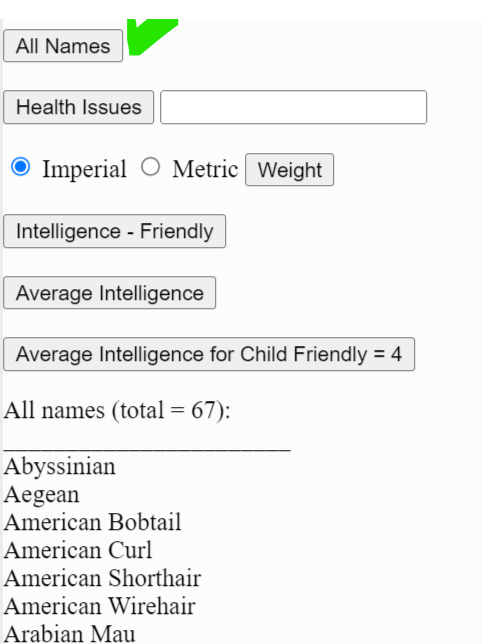 All Names
Health Issues
Imperial Metric Weight
Intelligence - Friendly
Average Intelligence
Average Intelligence for Child Friendly = 4
All names (total = 67):
_______________________
Abyssinian
Aegean
American Bobtail
American Curl
American Shorthair
American Wirehair
Arabian Mau